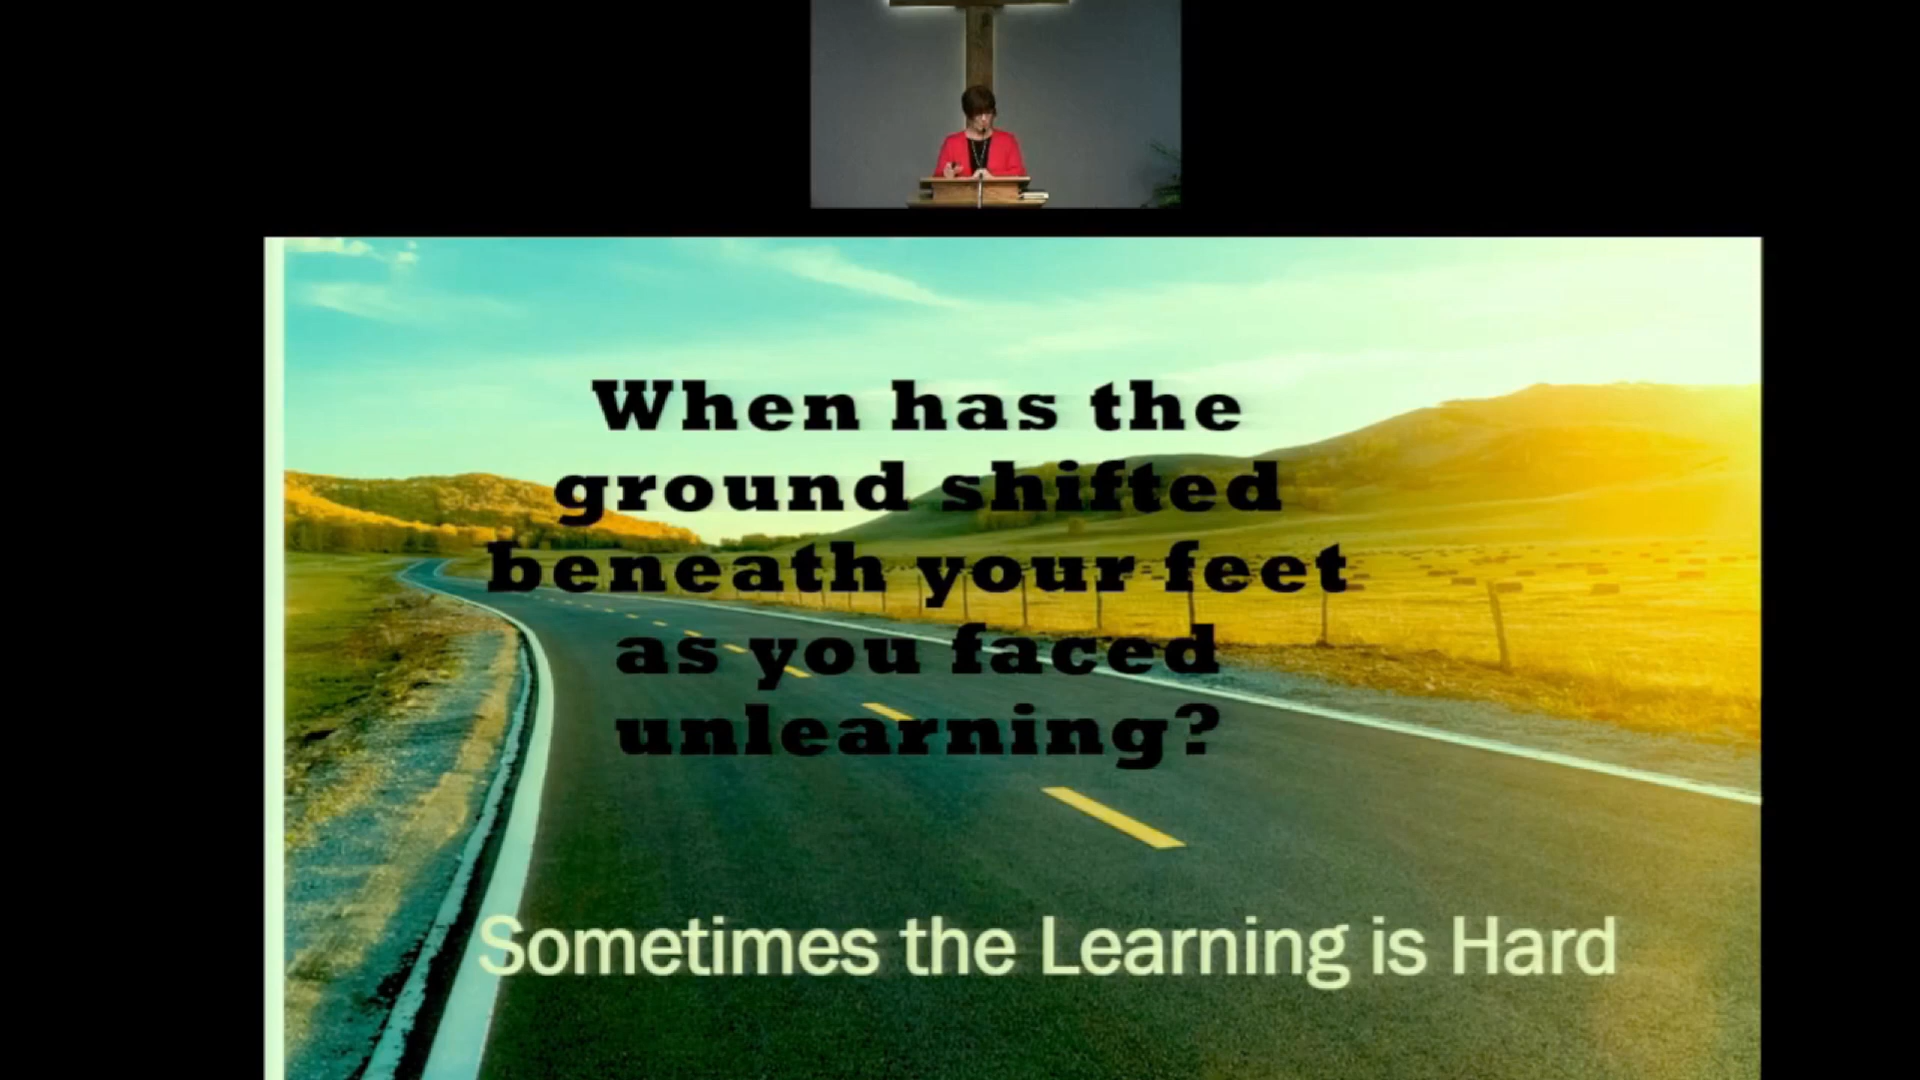 When has the
ground shifted
beneath your feet
as you faced
unlearning?
Sometimes the Learning is Hard